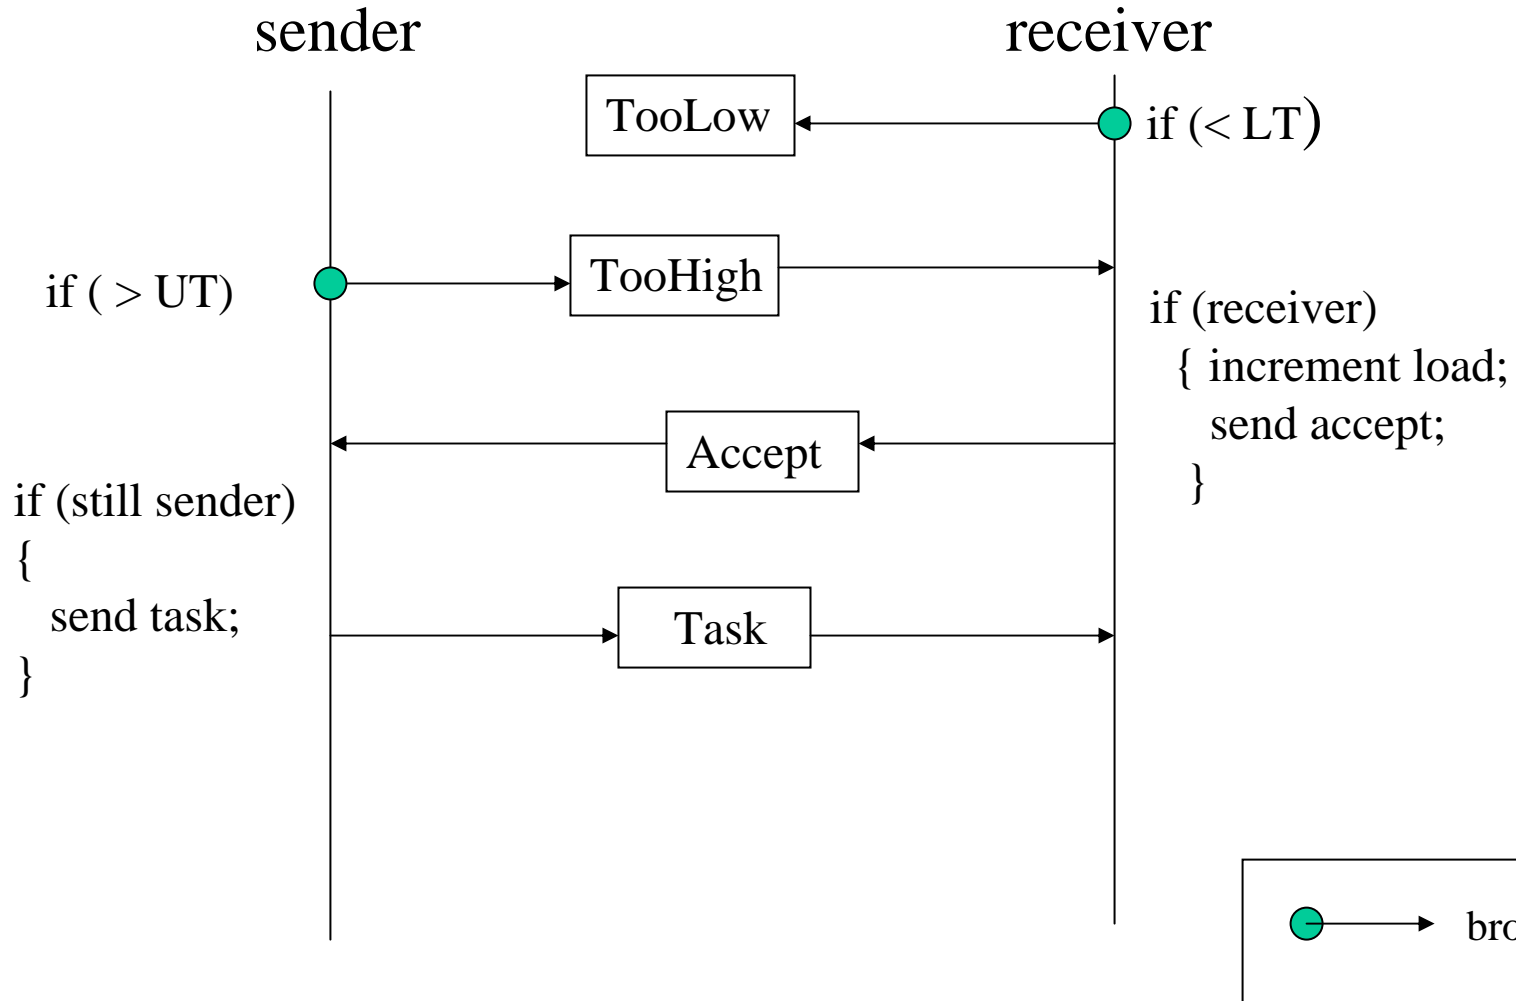 sender
receiver
TooLow
if (< LT)
if ( > UT)
TooHigh
if (receiver)
{ increment load;
send accept;
}
Accept
if (still sender)
{
send task;
}
Task